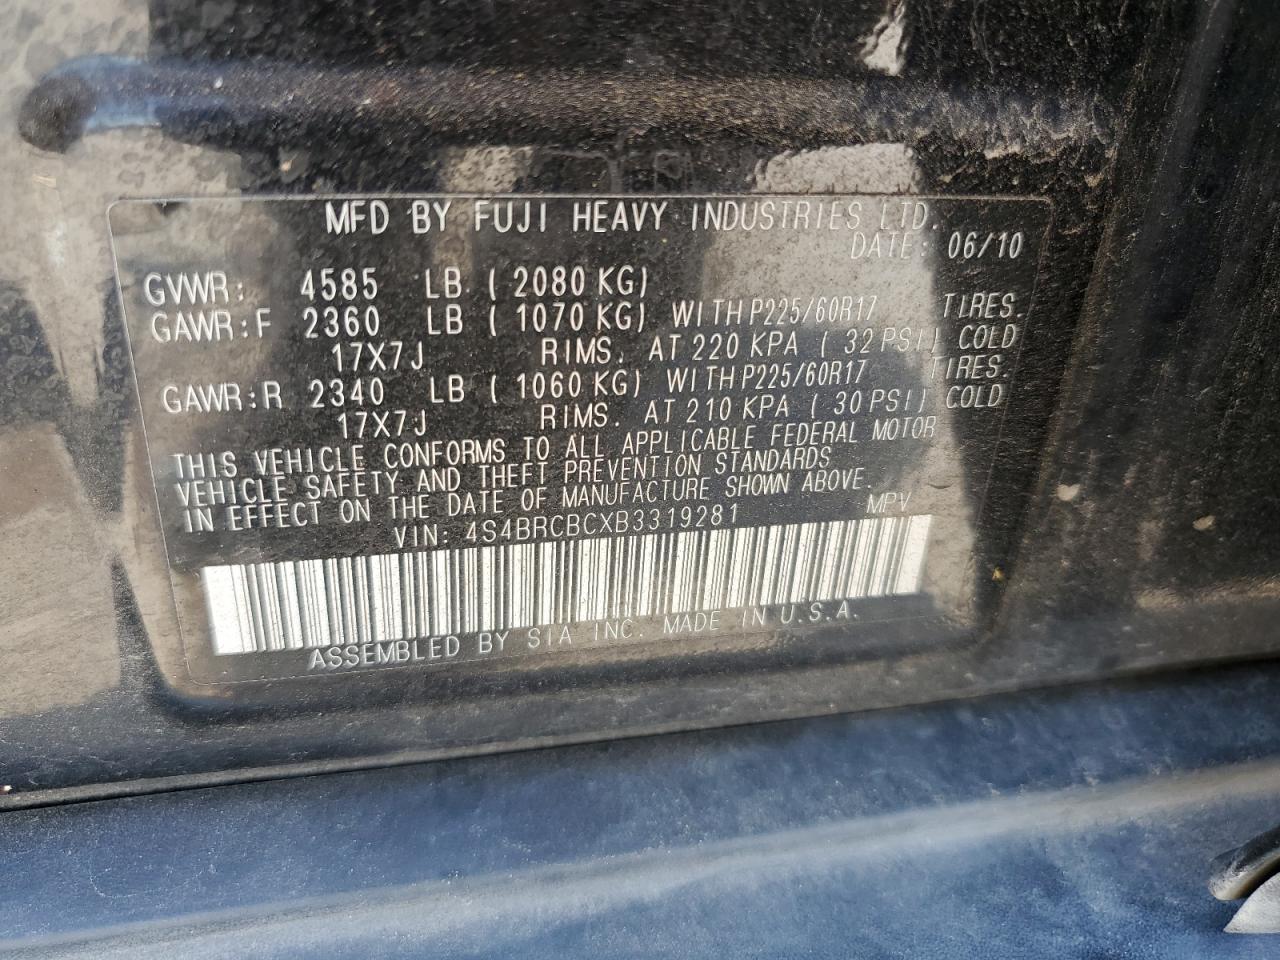 MFD BY FUJI HEAVY INDUSTRIES LTD.
DATE: 06/10
GVWR: 4585 LB ( 2080 KG)
GAWR:F 2360 LB ( 1070 KG) WITH P225/60R17 TIRES.
17X7J RIMS. AT 220 KPA ( 32 PSI) COLD
GAWR:R 2340 LB ( 1060 KG) WITH P225/60R17 TIRES.
17X7J RIMS. AT 210 KPA ( 30 PSI) COLD
THIS VEHICLE CONFORMS TO ALL APPLICABLE FEDERAL MOTOR
VEHICLE SAFETY AND THEFT PREVENTION STANDARDS
IN EFFECT ON THE DATE OF MANUFACTURE SHOWN ABOVE.
VIN: 4S4BRCBCXB3319281 MPV
ASSEMBLED BY SIA INC. MADE IN U.S.A.